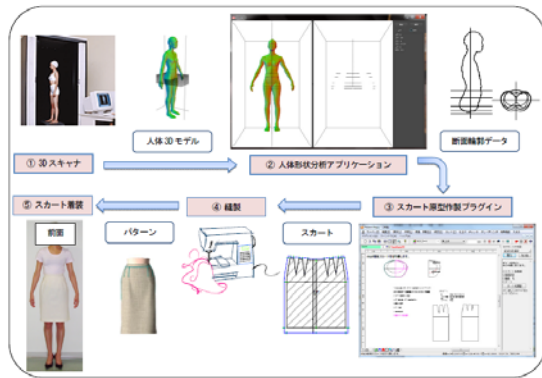 人体3Dモデル
断面輪郭データ
① 3Dスキャナ
② 人体形状分析アプリケーション
⑤ スカート着装
④ 縫製
③ スカート原型作製プラグイン
前面
パターン
スカート